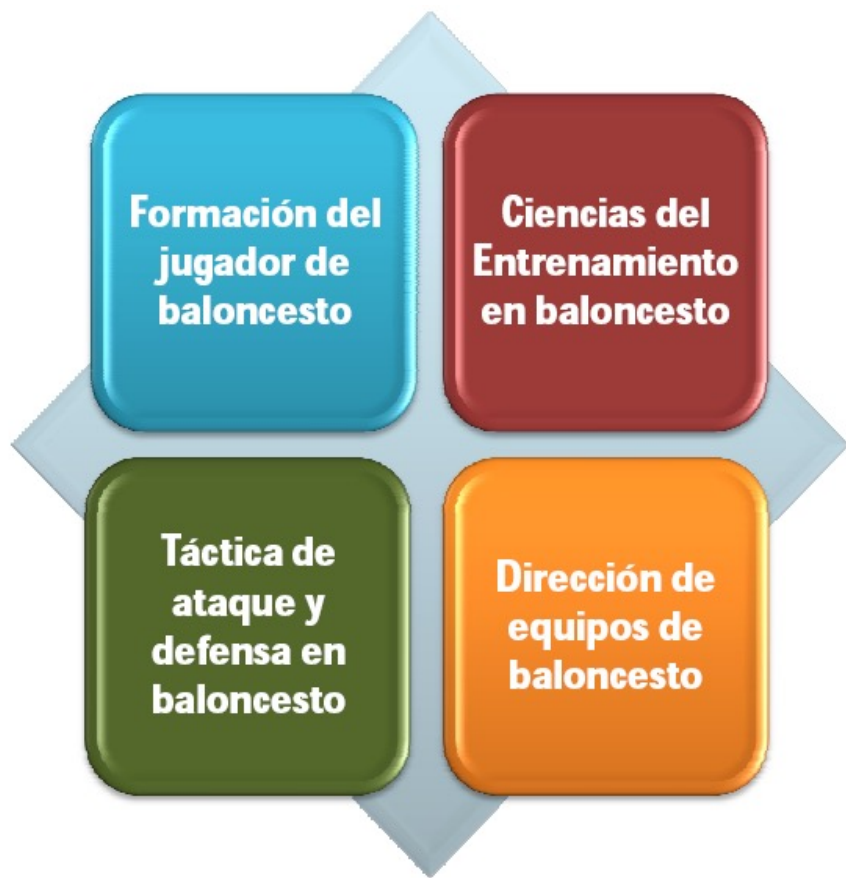 Formación del
jugador de
baloncesto
Ciencias del
Entrenamiento
en baloncesto
Táctica de
ataque y
defensa en
baloncesto
Dirección de
equipos de
baloncesto